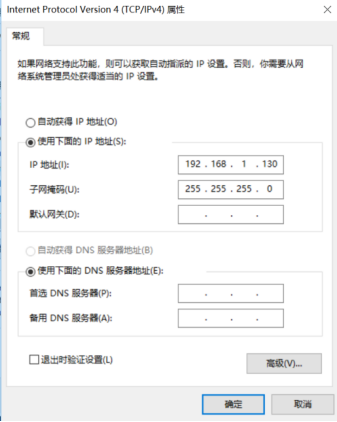 Internet Protocol Version 4 (TCP/IPv4) 属性
常规
如果网络支持此功能，则可以获取自动指派的 IP 设置。否则，你需要从网
络系统管理员处获得适当的 IP 设置。
自动获得 IP 地址(O)
使用下面的 IP 地址(S):
IP 地址(I): 192 . 168 . 1 . 130
子网掩码(U): 255 . 255 . 255 . 0
默认网关(D): . . .
自动获得 DNS 服务器地址(B)
使用下面的 DNS 服务器地址(E):
首选 DNS 服务器(P): . . .
备用 DNS 服务器(A): . . .
退出时验证设置(L)
高级(V)...
确定 取消